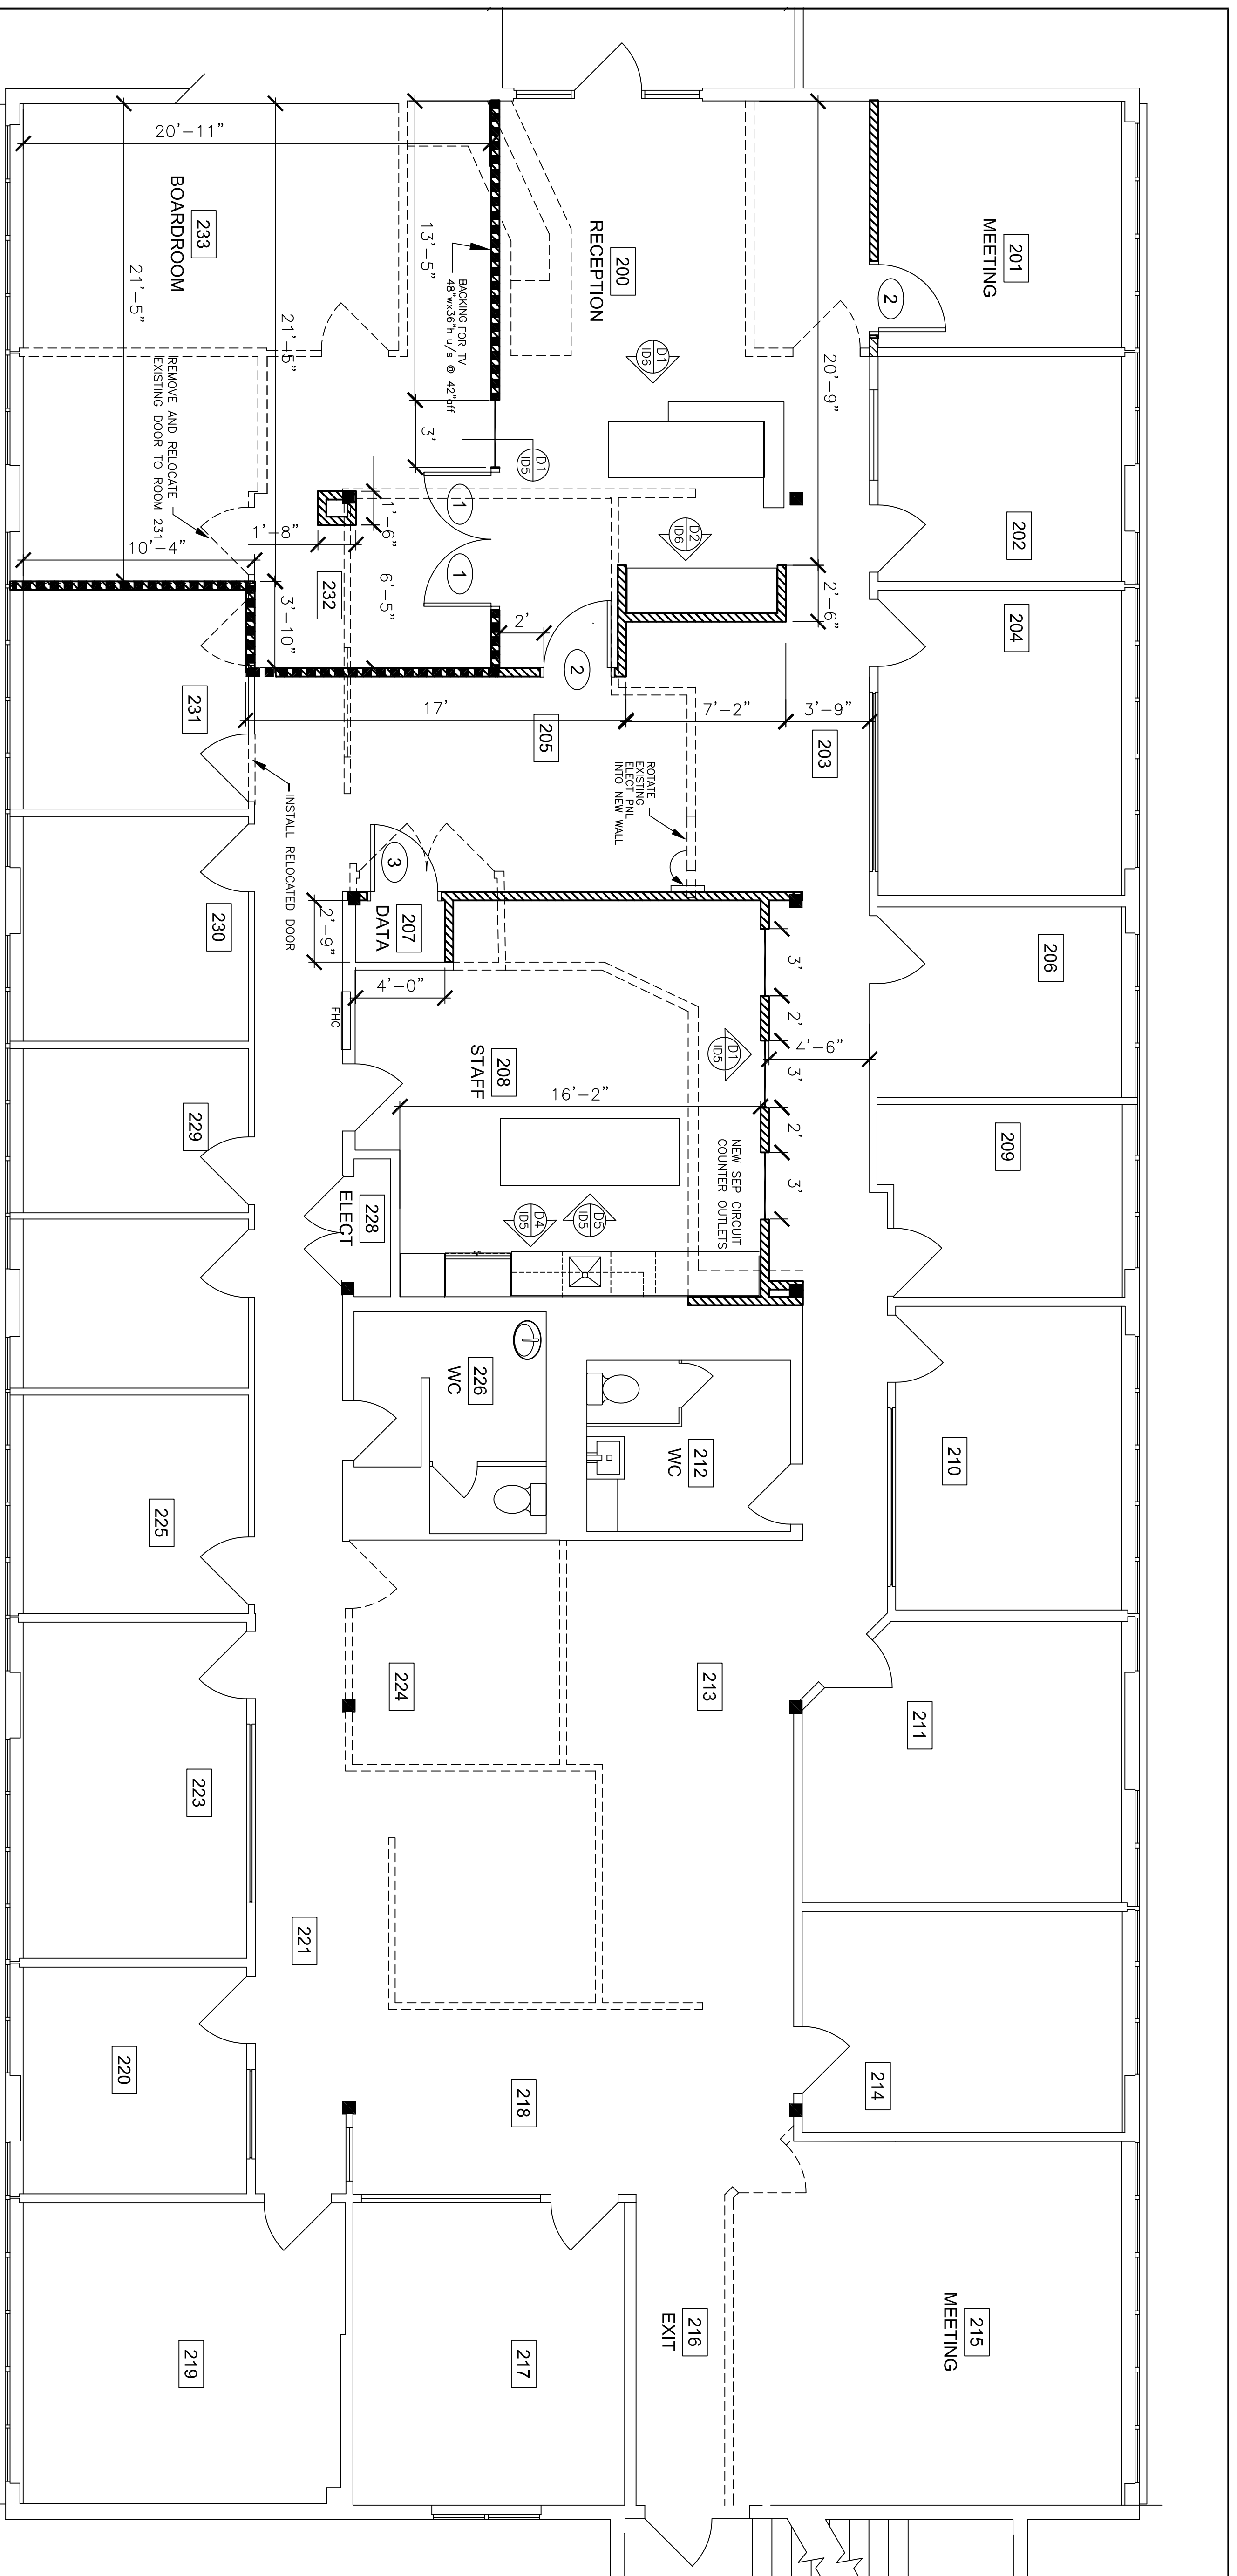 201
MEETING
202
204
206
209
210
211
214
215
MEETING
2
20'-9"
2'-6"
3'-9"
203
7'-2"
17'
200
RECEPTION
D1
ID6
D2
ID6
D1
ID5
20'-11"
13'-5"
3'
BACKING FOR TV
48"wx36"h u/s @ 42"aff
233
BOARDROOM
21'-5"
21'-5"
REMOVE AND RELOCATE
EXISTING DOOR TO ROOM 231
10'-4"
3'-10"
1'-8"
1'-6"
6'-5"
232
1
1
2'
2
205
ROTATE
EXISTING
ELECT PNL
INTO NEW WALL
231
INSTALL RELOCATED DOOR
3
207
DATA
2'-9"
4'-0"
FHC
3'
2'
3'
2'
3'
4'-6"
D1
ID5
208
STAFF
16'-2"
NEW SEP CIRCUIT
COUNTER OUTLETS
D5
ID5
D4
ID5
228
ELECT
226
WC
212
WC
213
224
230
229
225
223
221
220
218
219
217
216
EXIT